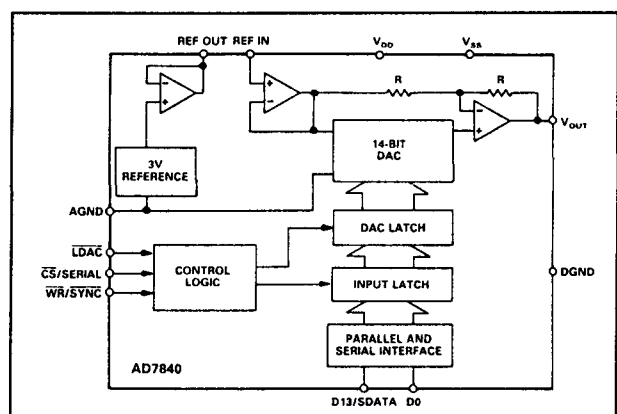 REF OUT REF IN
VDD
VSS
R
R
VOUT
14-BIT
DAC
3V
REFERENCE
AGND
DAC LATCH
LDAC
CS/SERIAL
WR/SYNC
CONTROL
LOGIC
INPUT LATCH
DGND
PARALLEL AND
SERIAL INTERFACE
AD7840
D13/SDATA D0